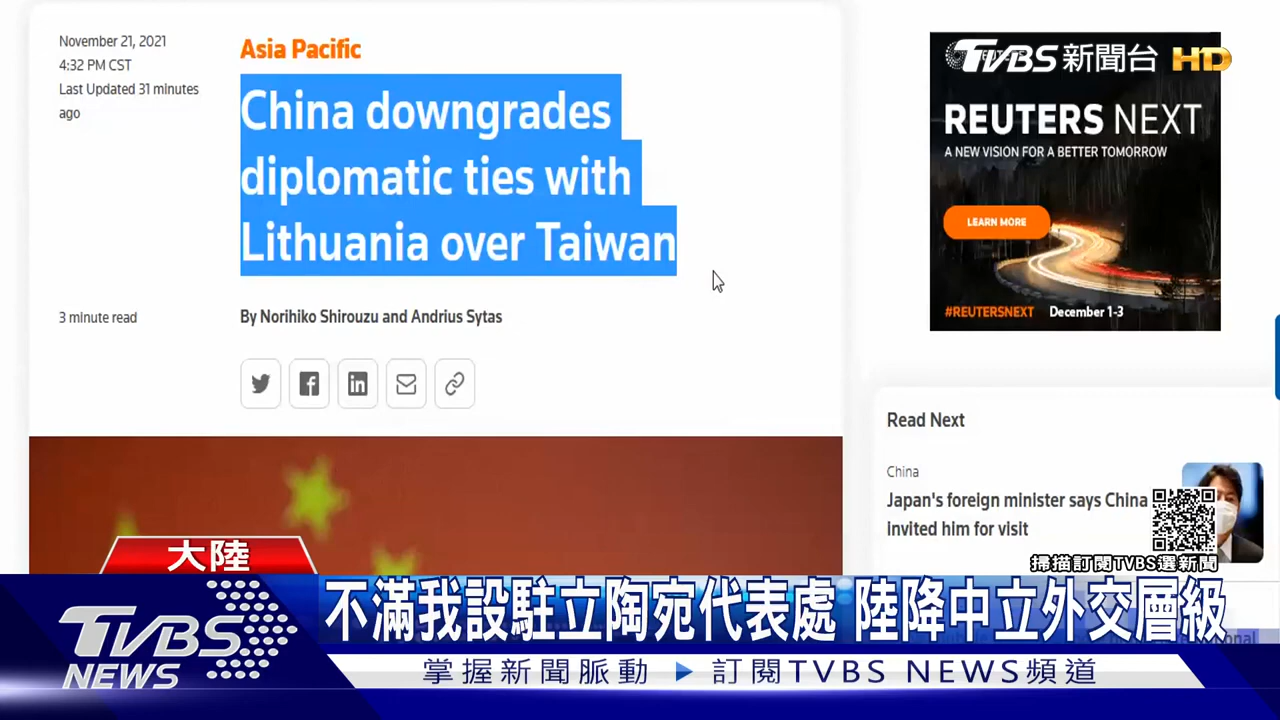 November 21, 2021
4:32 PM CST
Last Updated 31 minutes
ago
Asia Pacific
China downgrades
diplomatic ties with
Lithuania over Taiwan
3 minute read
By Norihiko Shirouzu and Andrius Sytas
TVBS 新聞台 HD
REUTERS NEXT
A NEW VISION FOR A BETTER TOMORROW
LEARN MORE
#REUTERSNEXT December 1-3
Read Next
China
Japan's foreign minister says China
invited him for visit
掃描訂閱TVBS選新聞
大陸
不滿我設駐立陶宛代表處 陸降中立外交層級
TVBS
NEWS
掌握新聞脈動 ▶ 訂閱TVBS NEWS頻道